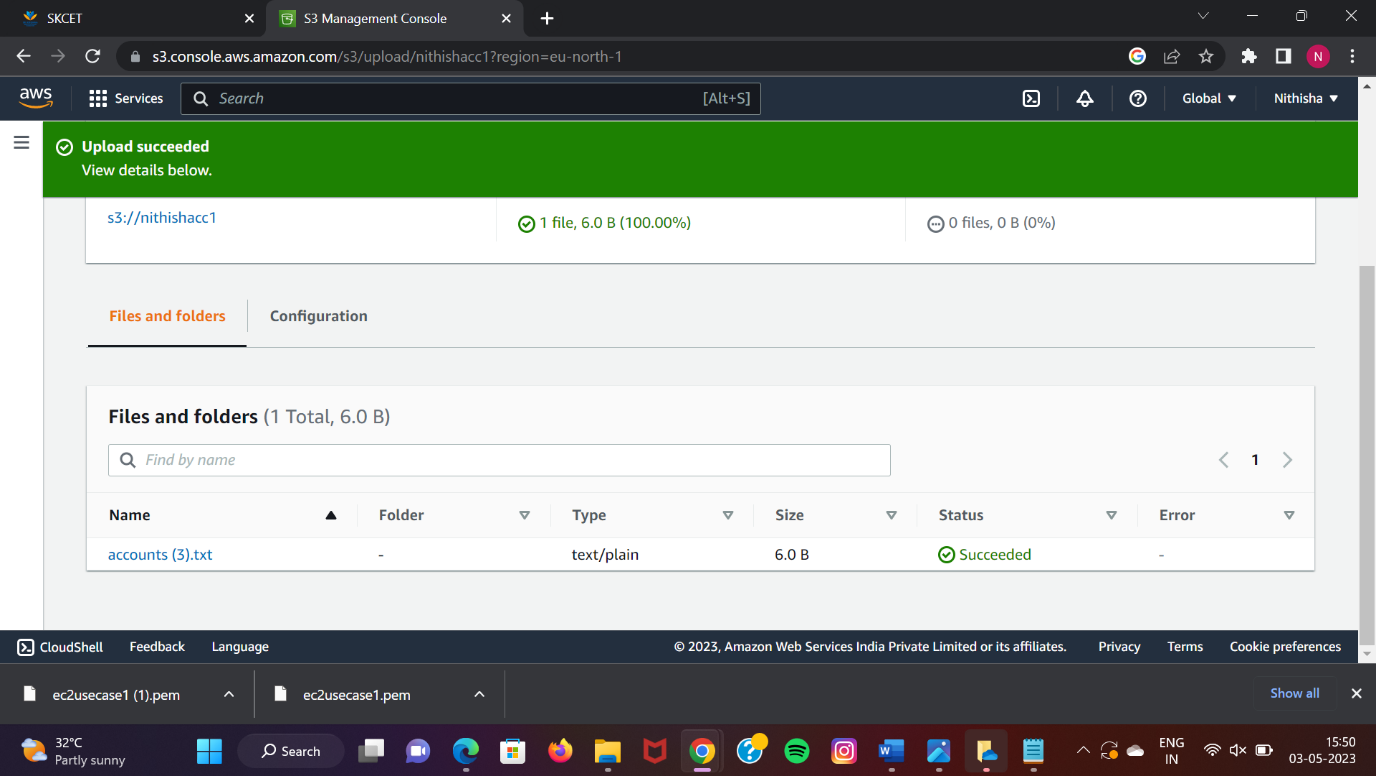 SKCET
S3 Management Console
s3.console.aws.amazon.com/s3/upload/nithishacc1?region=eu-north-1
N
aws
Services
Search
[Alt+S]
Global
Nithisha
Upload succeeded
View details below.
s3://nithishacc1
1 file, 6.0 B (100.00%)
0 files, 0 B (0%)
Files and folders
Configuration
Files and folders (1 Total, 6.0 B)
Find by name
1
Name Folder Type Size Status Error
accounts (3).txt - text/plain 6.0 B Succeeded -
CloudShell Feedback Language © 2023, Amazon Web Services India Private Limited or its affiliates. Privacy Terms Cookie preferences
ec2usecase1 (1).pem
ec2usecase1.pem
Show all
32°C
Partly sunny
Search
ENG
IN
15:50
03-05-2023